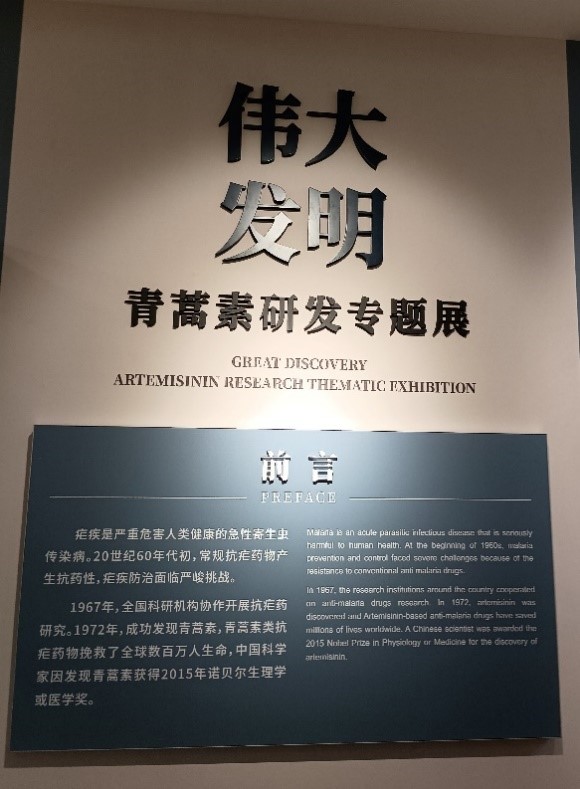 伟大
发明
青蒿素研发专题展
GREAT DISCOVERY
ARTEMISININ RESEARCH THEMATIC EXHIBITION
前言
PREFACE
疟疾是严重危害人类健康的急性寄生虫
传染病。20世纪60年代初，常规抗疟药物产
生抗药性，疟疾防治面临严峻挑战。
1967年，全国科研机构协作开展抗疟药
研究。1972年，成功发现青蒿素，青蒿素类抗
疟药物挽救了全球数百万人生命，中国科学
家因发现青蒿素获得2015年诺贝尔生理学
或医学奖。
Malaria is an acute parasitic infectious disease that is seriously
harmful to human health. At the beginning of 1960s, malaria
prevention and control faced severe challenges because of the
resistance to conventional anti malaria drugs.
In 1967, the research institutions around the country cooperated
on anti-malaria drugs research. In 1972, artemisinin was
discovered and Artemisinin-based anti-malaria drugs have saved
millions of lives worldwide. A Chinese scientist was awarded the
2015 Nobel Prize in Physiology or Medicine for the discovery of
artemisinin.